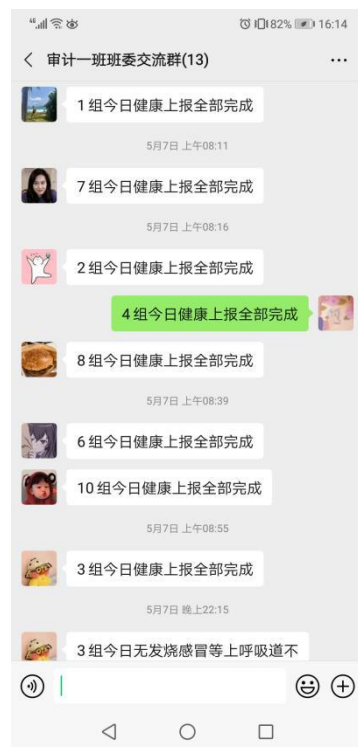 82% 16:14
审计一班班委交流群(13)
1组今日健康上报全部完成
5月7日 上午08:11
7组今日健康上报全部完成
5月7日 上午08:16
2组今日健康上报全部完成
4组今日健康上报全部完成
8组今日健康上报全部完成
5月7日 上午08:39
6组今日健康上报全部完成
10组今日健康上报全部完成
5月7日 上午08:55
3组今日健康上报全部完成
5月7日 晚上22:15
3组今日无发烧感冒等上呼吸道不